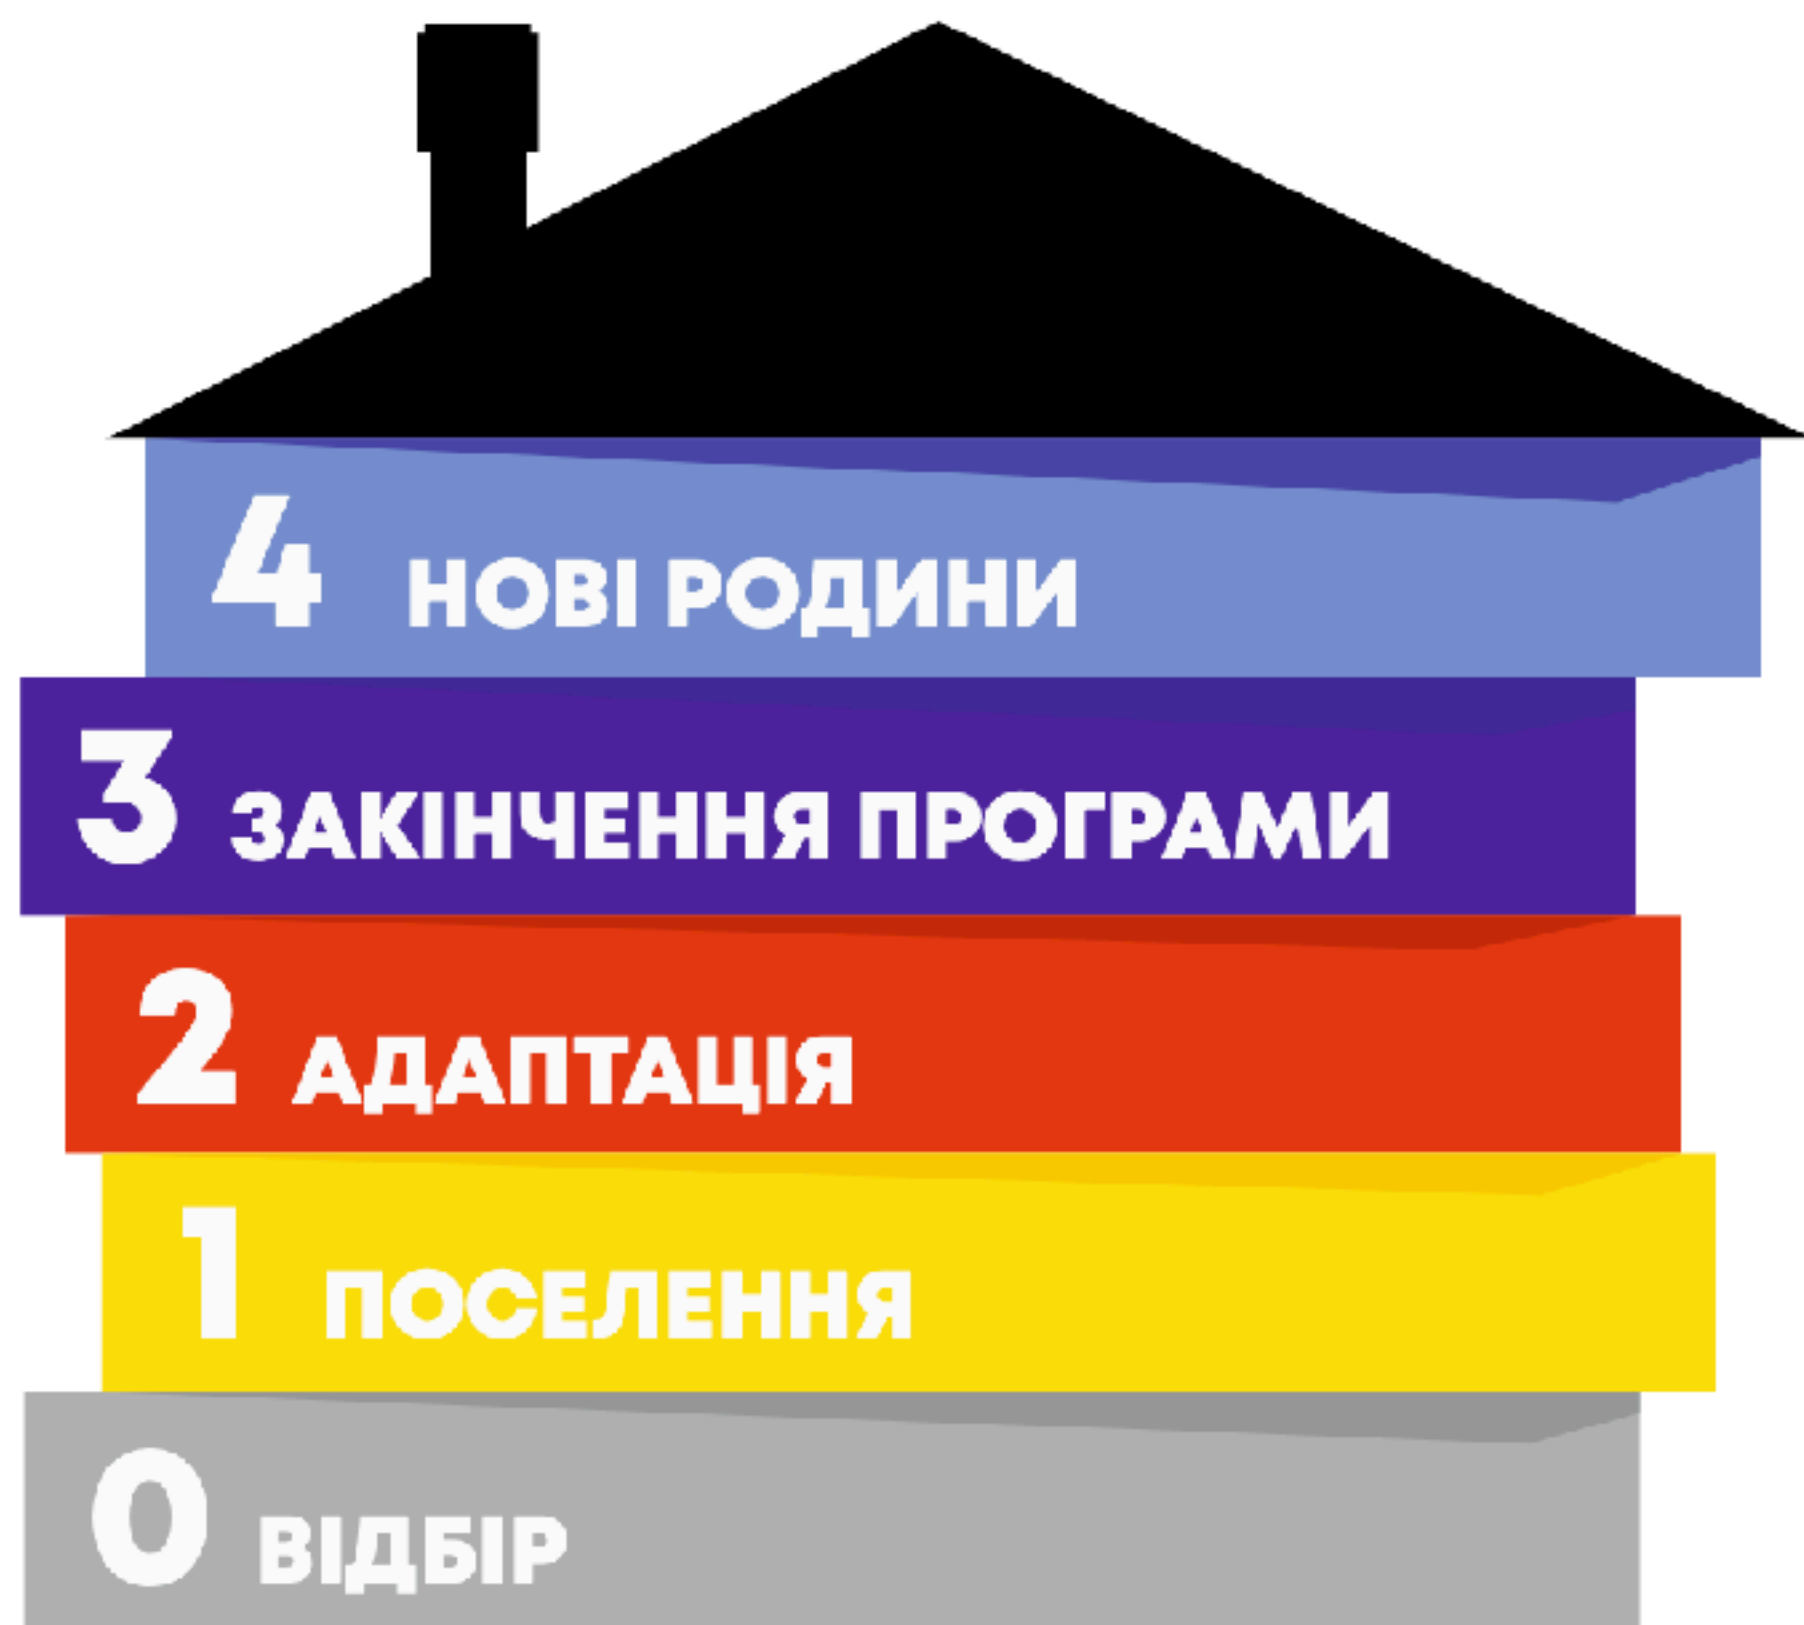 4 НОВІ РОДИНИ
3 ЗАКІНЧЕННЯ ПРОГРАМИ
2 АДАПТАЦІЯ
1 ПОСЕЛЕННЯ
0 ВІДБІР